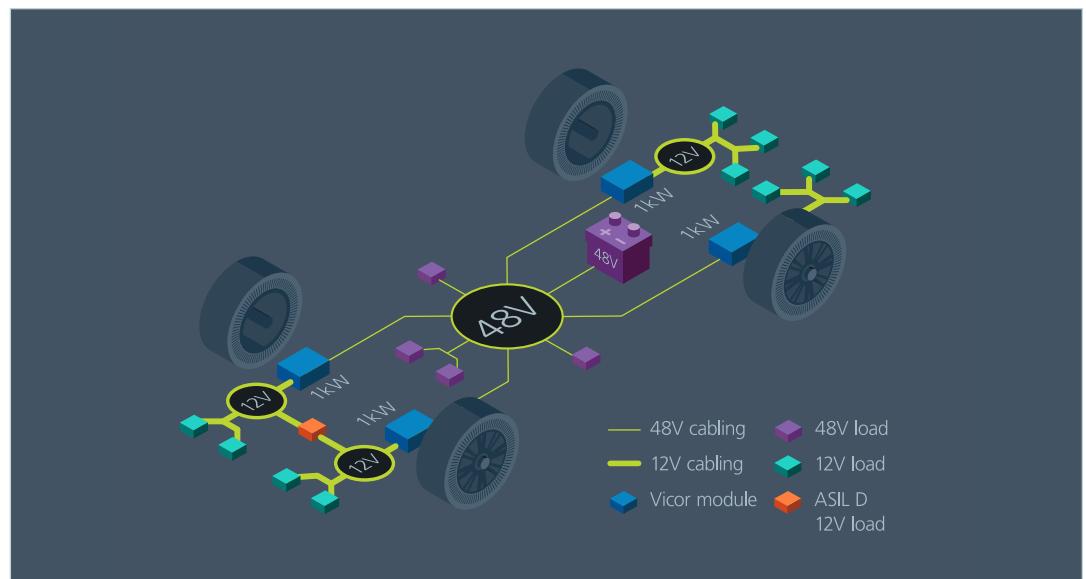 12V
1kW
1kW
+ −
48V
48V
1kW
12V
1kW
12V
48V cabling
48V load
12V cabling
12V load
Vicor module
ASIL D
12V load